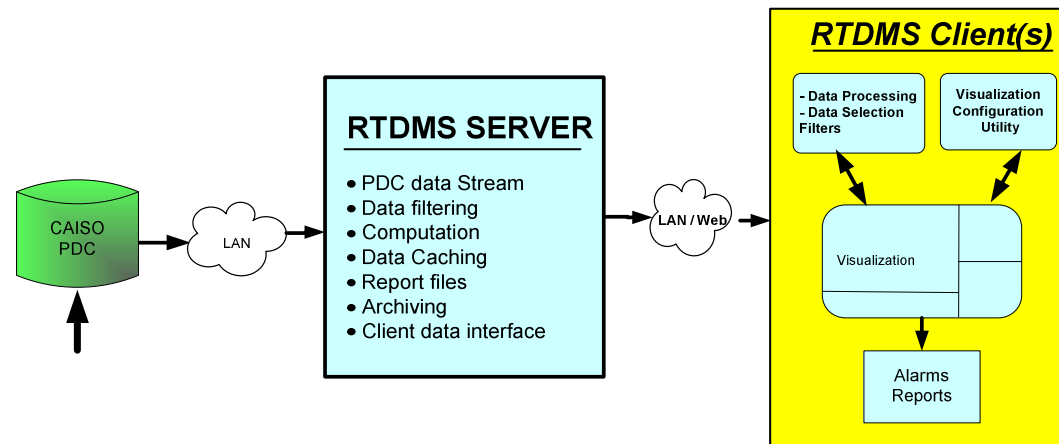 CAISO
PDC
LAN
RTDMS SERVER
• PDC data Stream
• Data filtering
• Computation
• Data Caching
• Report files
• Archiving
• Client data interface
LAN / Web
RTDMS Client(s)
- Data Processing
- Data Selection
Filters
Visualization
Configuration
Utility
Visualization
Alarms
Reports